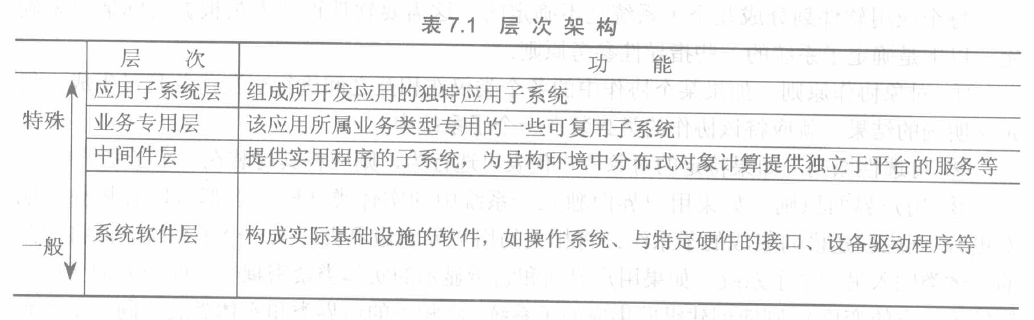 表7.1 层次架构
层次 功能
特殊 应用子系统层 组成所开发应用的独特应用子系统
业务专用层 该应用所属业务类型专用的一些可复用子系统
中间件层 提供实用程序的子系统，为异构环境中分布式对象计算提供独立于平台的服务等
一般 系统软件层 构成实际基础设施的软件，如操作系统、与特定硬件的接口、设备驱动程序等